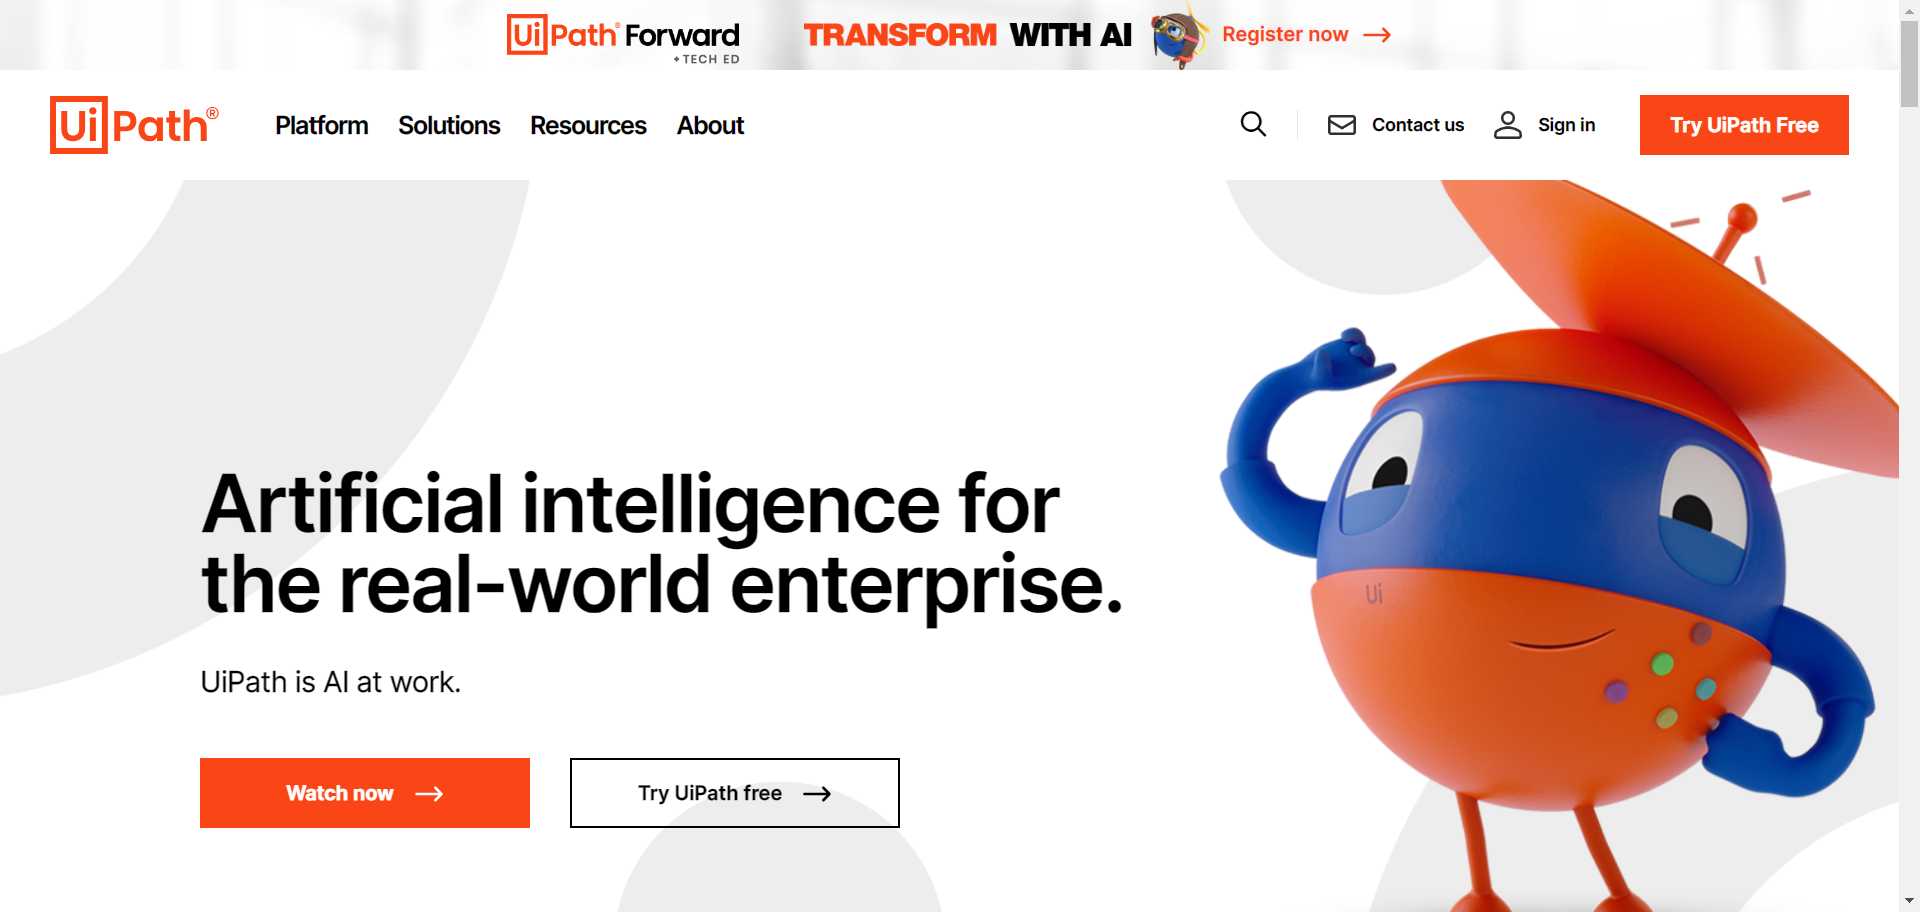 UiPath Forward
+ TECH ED
TRANSFORM WITH AI
Register now
UiPath®
Platform
Solutions
Resources
About
Contact us
Sign in
Try UiPath Free
Artificial intelligence for
the real-world enterprise.
UiPath is AI at work.
Watch now
Try UiPath free
Ui